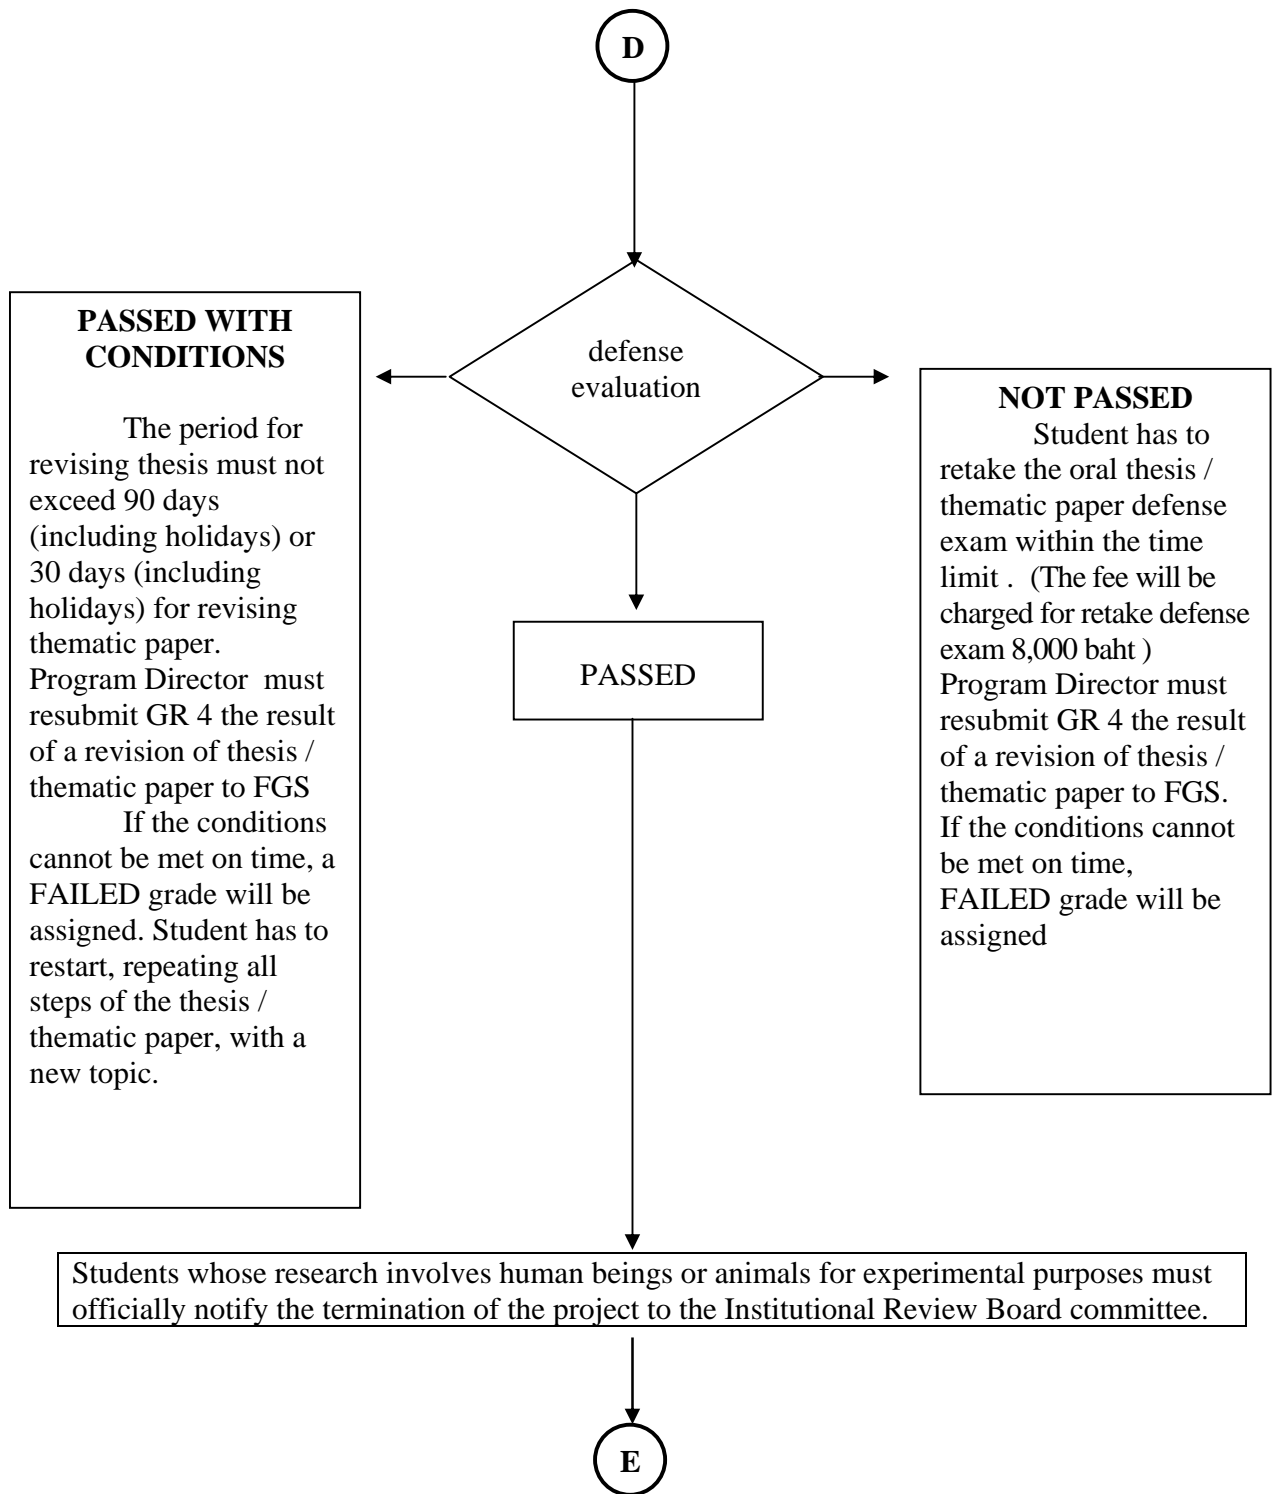 D
defense
evaluation
PASSED WITH
CONDITIONS
The period for
revising thesis must not
exceed 90 days
(including holidays) or
30 days (including
holidays) for revising
thematic paper.
Program Director must
resubmit GR 4 the result
of a revision of thesis /
thematic paper to FGS
If the conditions
cannot be met on time, a
FAILED grade will be
assigned. Student has to
restart, repeating all
steps of the thesis /
thematic paper, with a
new topic.
NOT PASSED
Student has to
retake the oral thesis /
thematic paper defense
exam within the time
limit . (The fee will be
charged for retake defense
exam 8,000 baht )
Program Director must
resubmit GR 4 the result
of a revision of thesis /
thematic paper to FGS.
If the conditions cannot
be met on time,
FAILED grade will be
assigned
PASSED
Students whose research involves human beings or animals for experimental purposes must
officially notify the termination of the project to the Institutional Review Board committee.
E